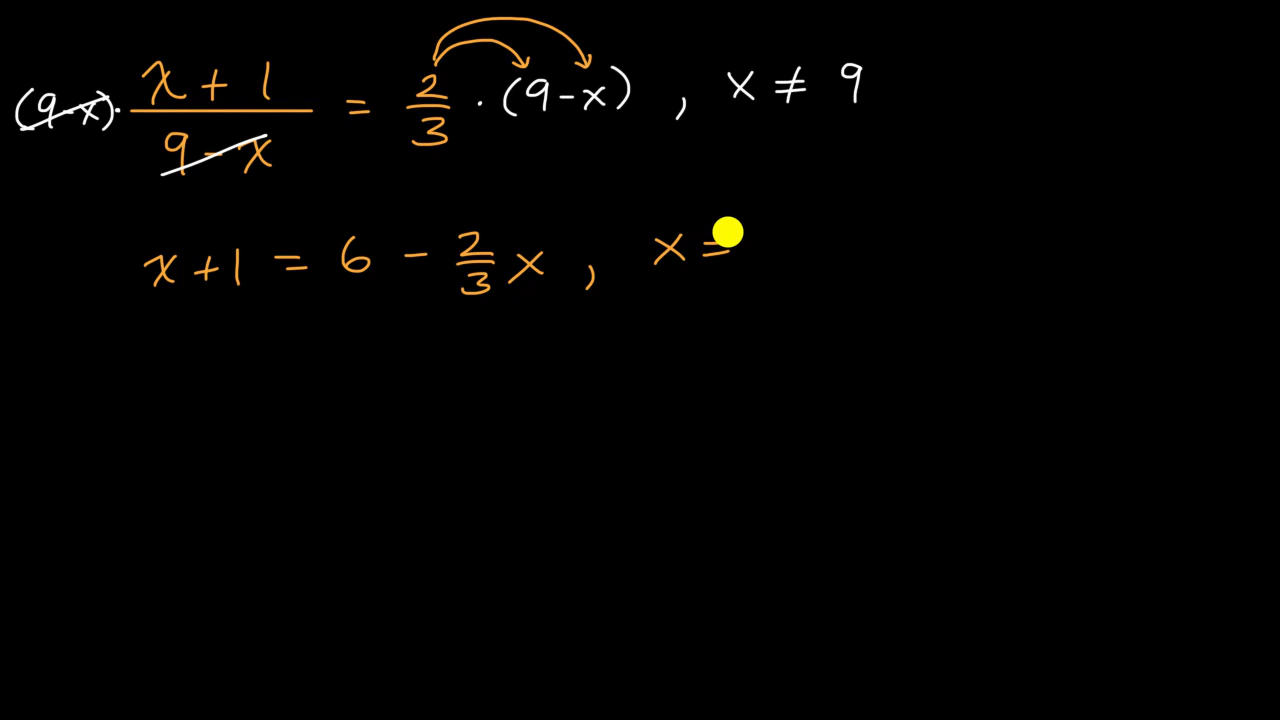 (9-x)· x+1/9-x = 2/3 · (9-x) , x ≠ 9
x+1 = 6 - 2/3 x , x =